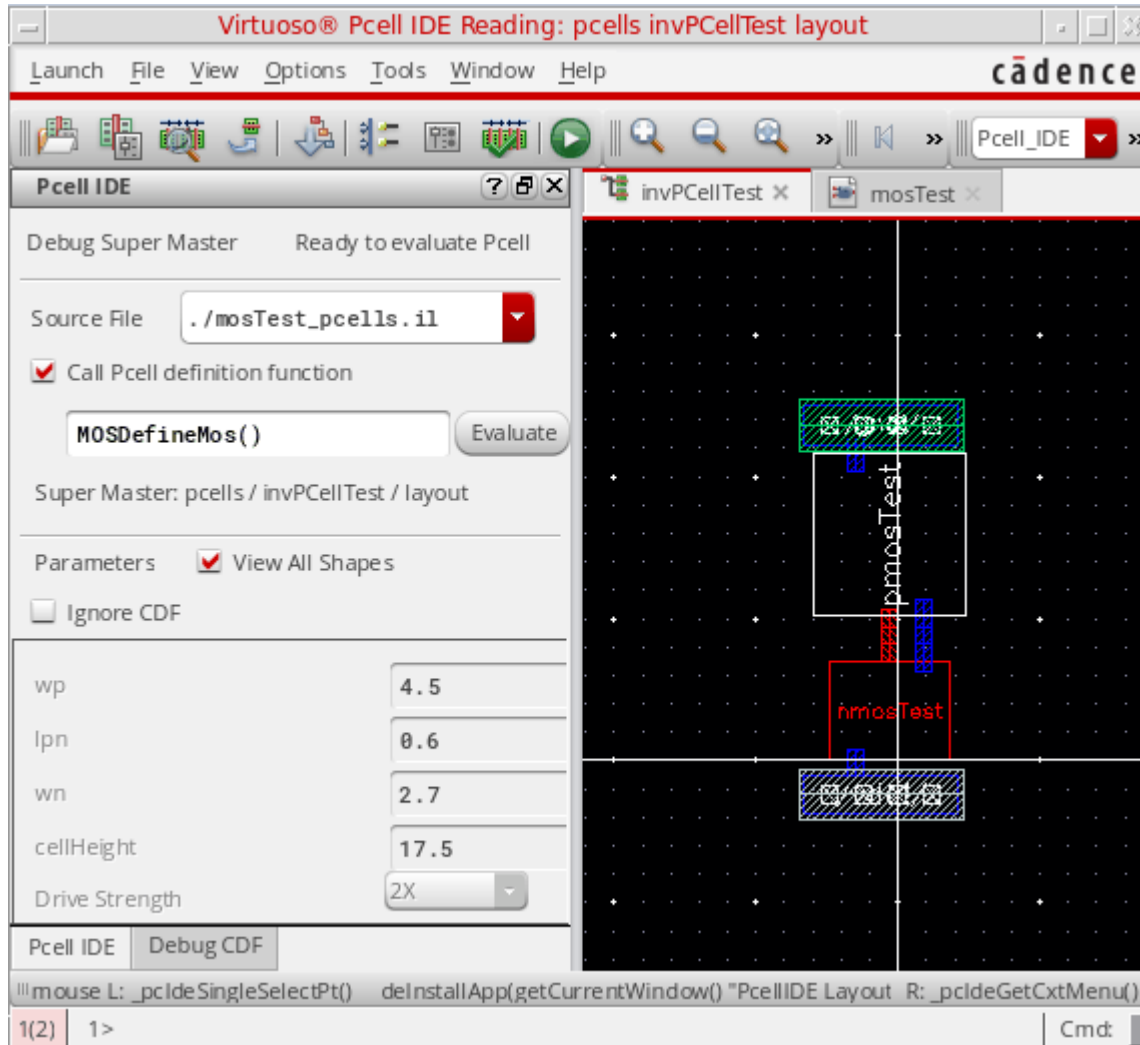 Virtuoso® Pcell IDE Reading: pcells invPCellTest layout
Launch File View Options Tools Window Help
cādence
Pcell_IDE
Pcell IDE
invPCellTest
mosTest
Debug Super Master Ready to evaluate Pcell
Source File ./mosTest_pcells.il
Call Pcell definition function
MOSDefineMos() Evaluate
Super Master: pcells / invPCellTest / layout
Parameters View All Shapes
Ignore CDF
wp 4.5
lpn 0.6
wn 2.7
cellHeight 17.5
Drive Strength 2X
pmosTest
nmosTest
Pcell IDE Debug CDF
mouse L: _pcIdeSingleSelectPt() deInstallApp(getCurrentWindow() "PcellIDE Layout R: _pcIdeGetCxtMenu()
1(2) 1> Cmd: